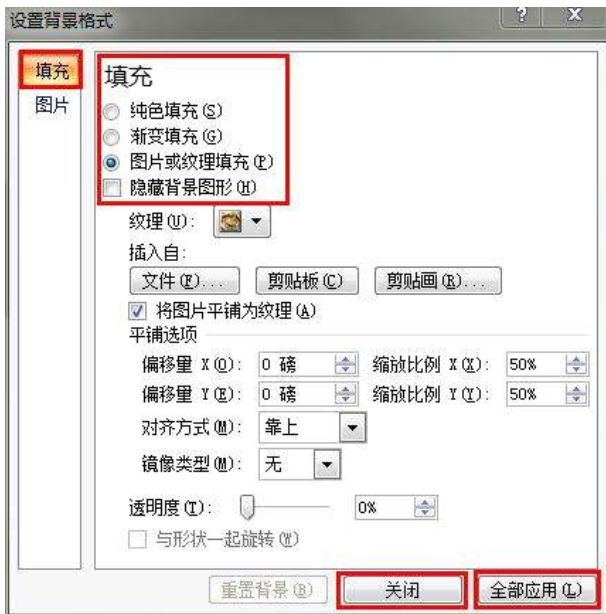 设置背景格式
?
X
填充
图片
填充
纯色填充(S)
渐变填充(G)
图片或纹理填充(P)
隐藏背景图形(H)
纹理(U):
插入自:
文件(F)... 剪贴板(C) 剪贴画(R)...
将图片平铺为纹理(A)
平铺选项
偏移量 X(O): 0 磅 缩放比例 X(X): 50%
偏移量 Y(E): 0 磅 缩放比例 Y(Y): 50%
对齐方式(M): 靠上
镜像类型(M): 无
透明度(T): 0%
与形状一起旋转(W)
重置背景(B) 关闭 全部应用(L)